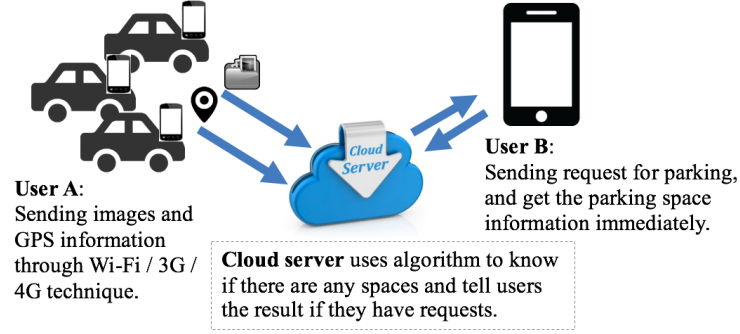 User A:
Sending images and
GPS information
through Wi-Fi / 3G /
4G technique.
Cloud
Server
User B:
Sending request for parking,
and get the parking space
information immediately.
Cloud server uses algorithm to know
if there are any spaces and tell users
the result if they have requests.